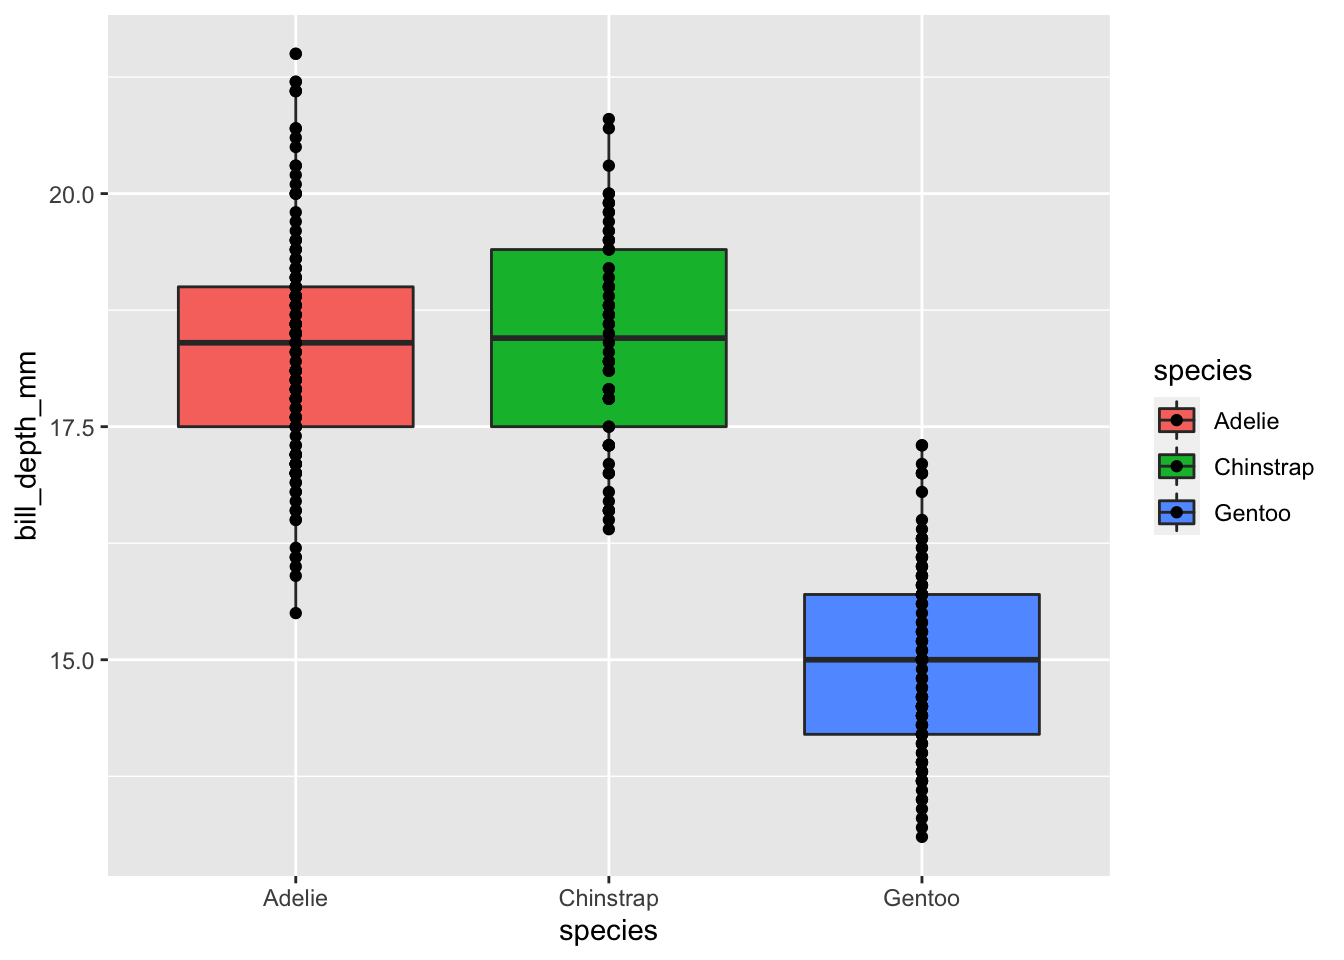 20.0
17.5
15.0
bill_depth_mm
Adelie
Chinstrap
Gentoo
species
species
Adelie
Chinstrap
Gentoo